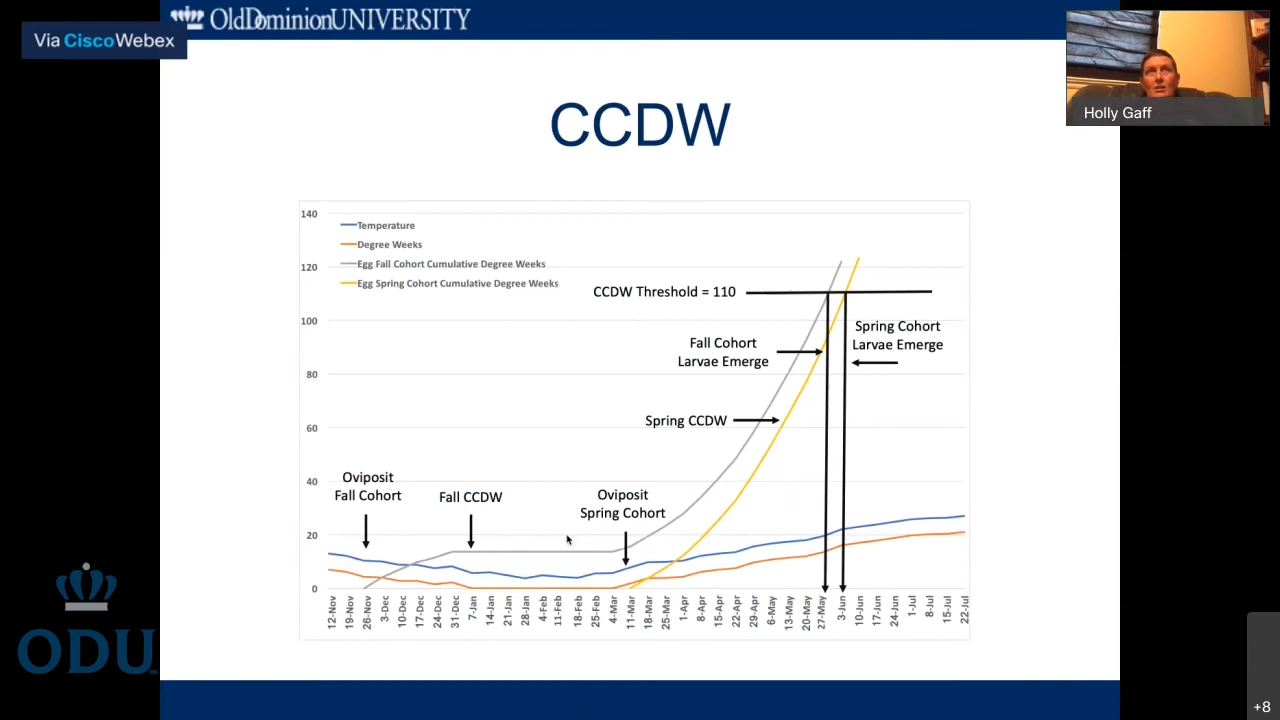 OldDominionUNIVERSITY
Via CiscoWebex
Holly Gaff
CCDW
140
120
100
80
60
40
20
0
Temperature
Degree Weeks
Egg Fall Cohort Cumulative Degree Weeks
Egg Spring Cohort Cumulative Degree Weeks
CCDW Threshold = 110
Fall Cohort
Larvae Emerge
Spring Cohort
Larvae Emerge
Spring CCDW
Oviposit
Fall Cohort
Fall CCDW
Oviposit
Spring Cohort
12-Nov
19-Nov
26-Nov
3-Dec
10-Dec
17-Dec
24-Dec
31-Dec
7-Jan
14-Jan
21-Jan
28-Jan
4-Feb
11-Feb
18-Feb
25-Feb
4-Mar
11-Mar
18-Mar
25-Mar
1-Apr
8-Apr
15-Apr
22-Apr
29-Apr
6-May
13-May
20-May
27-May
3-Jun
10-Jun
17-Jun
24-Jun
1-Jul
8-Jul
15-Jul
22-Jul
ODU
+8